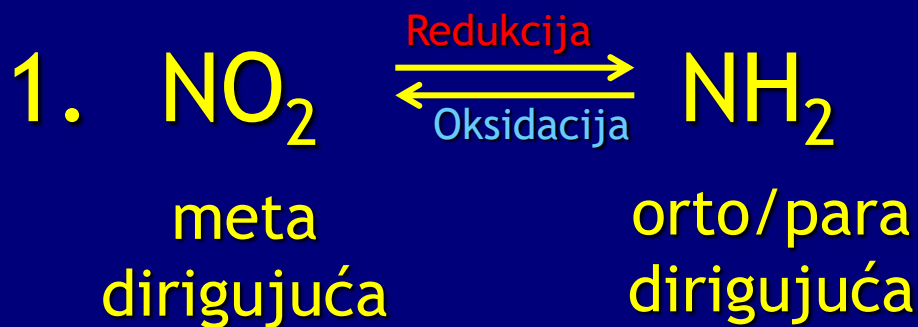 Redukcija
1. NO₂ NH₂
Oksidacija
meta orto/para
dirigujuća dirigujuća